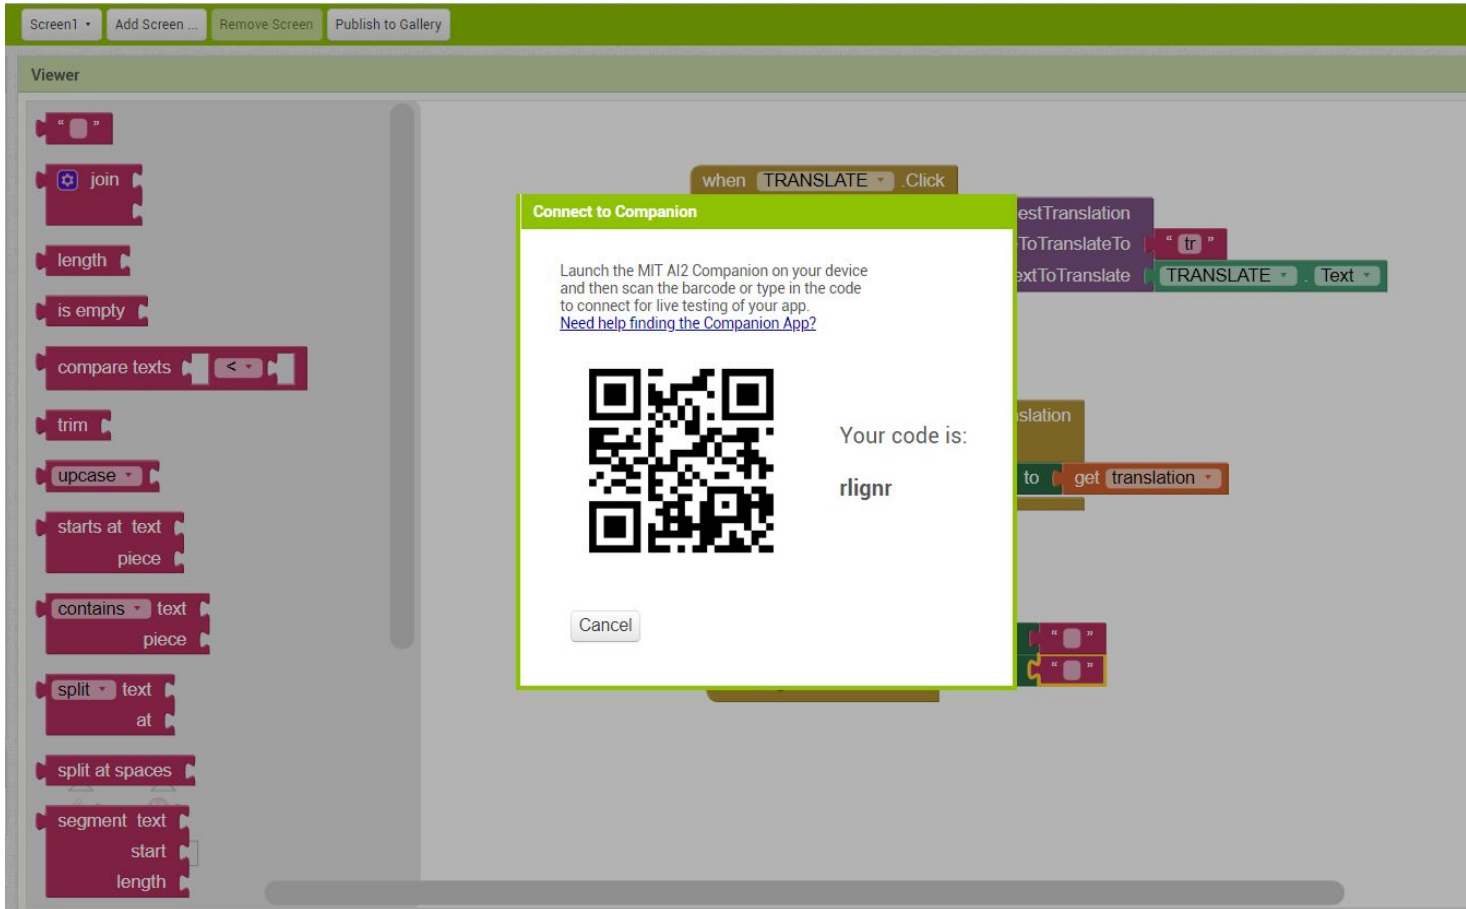 Screen1
Add Screen ...
Remove Screen
Publish to Gallery
Viewer
“ ”
join
length
is empty
compare texts <
trim
upcase
starts at text
piece
contains text
piece
split text
at
split at spaces
segment text
start
length
when TRANSLATE .Click
estTranslation
ToTranslateTo “ tr ”
extToTranslate TRANSLATE . Text
slation
to get translation
“ ”
“ ”
Connect to Companion
Launch the MIT AI2 Companion on your device
and then scan the barcode or type in the code
to connect for live testing of your app.
Need help finding the Companion App?
Your code is:
rlignr
Cancel